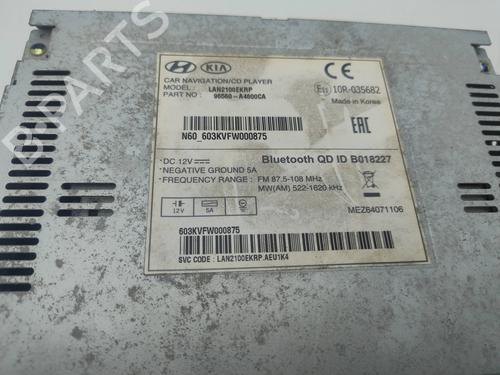 HYUNDAI KIA
CAR NAVIGATION/CD PLAYER
MODEL : LAN2100EKRP
PART NO : 96560-A4600CA
CE
E11 10R-035682
Made in Korea
N60_603KVFW000875
EAC
*DC 12V
*NEGATIVE GROUND 5A
*FREQUENCY RANGE : FM 87.5-108 MHz
MW(AM) 522-1620 kHz
Bluetooth QD ID B018227
12V
5A
MEZ64071106
603KVFW000875
SVC CODE : LAN2100EKRP.AEU1K4